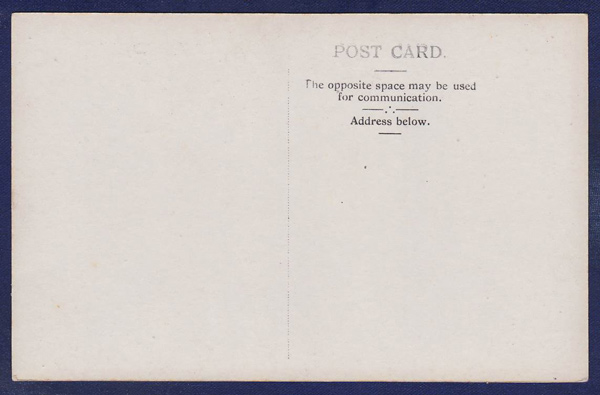 POST CARD.
The opposite space may be used
for communication.
Address below.